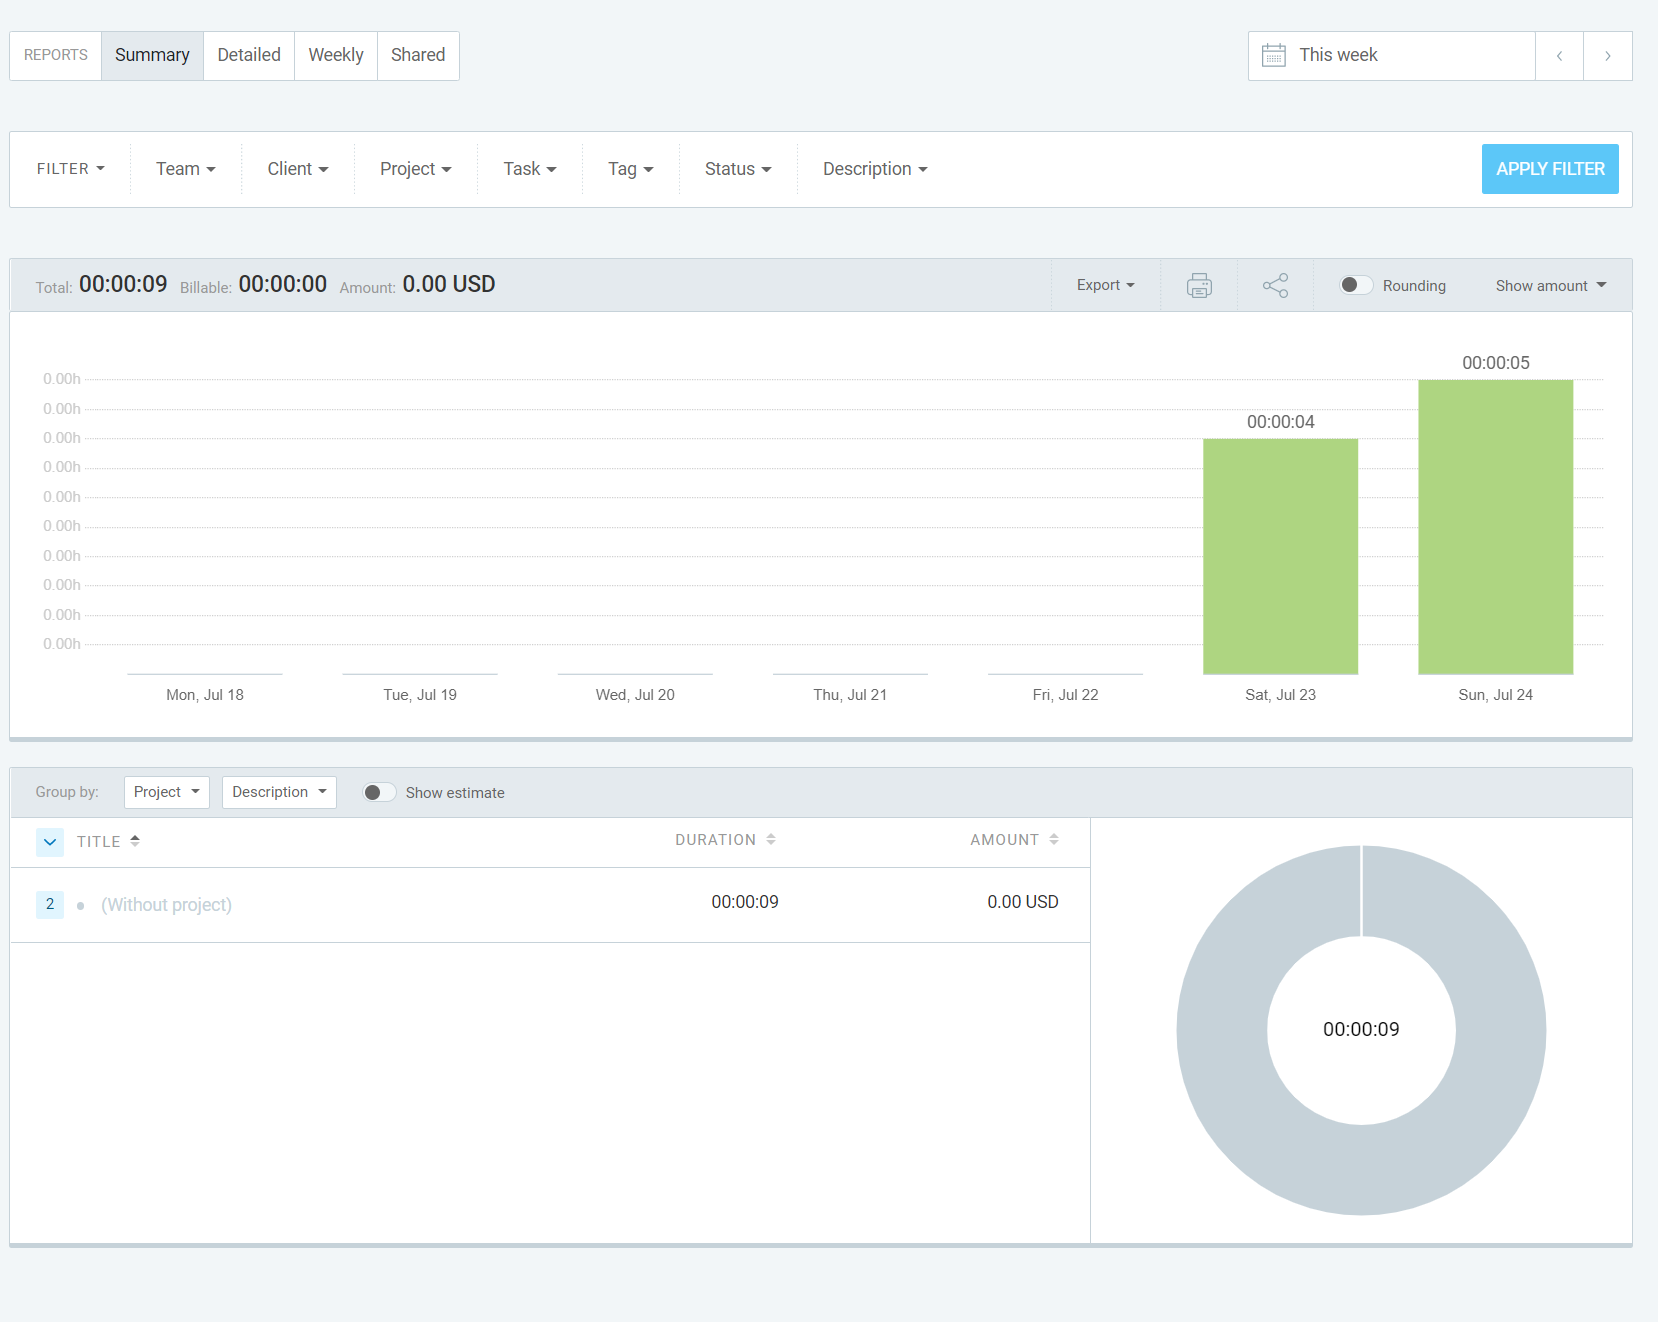 REPORTS Summary Detailed Weekly Shared
This week
FILTER Team Client Project Task Tag Status Description APPLY FILTER
Total: 00:00:09 Billable: 00:00:00 Amount: 0.00 USD Export Rounding Show amount
00:00:05
0.00h
0.00h
00:00:04
0.00h
0.00h
0.00h
0.00h
0.00h
0.00h
0.00h
0.00h
Mon, Jul 18 Tue, Jul 19 Wed, Jul 20 Thu, Jul 21 Fri, Jul 22 Sat, Jul 23 Sun, Jul 24
Group by: Project Description Show estimate
TITLE DURATION AMOUNT
2 (Without project) 00:00:09 0.00 USD
00:00:09